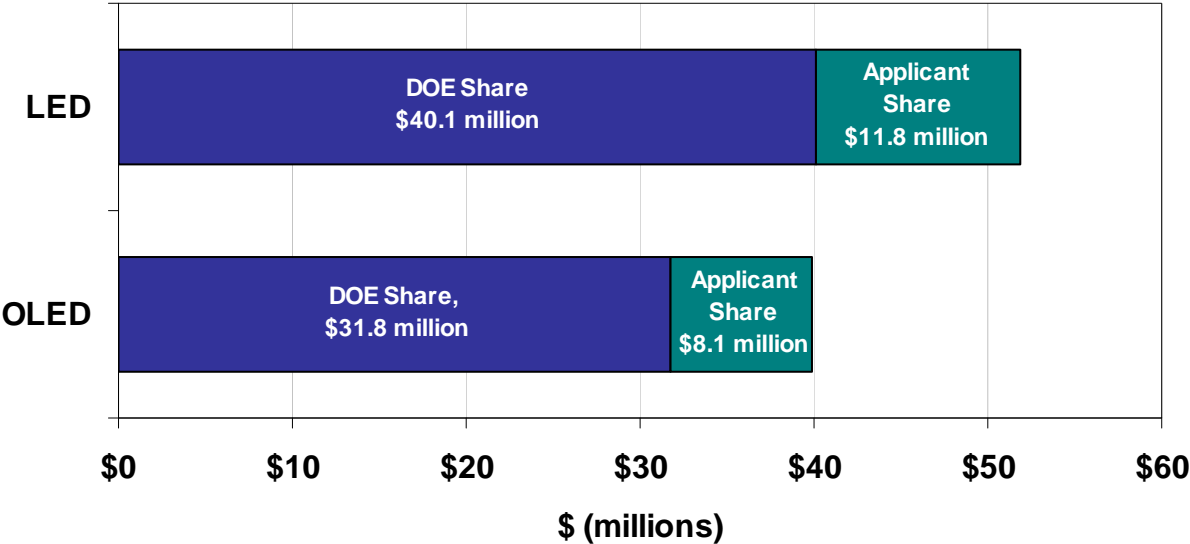 LED
DOE Share
$40.1 million
Applicant
Share
$11.8 million
OLED
DOE Share,
$31.8 million
Applicant
Share
$8.1 million
$0 $10 $20 $30 $40 $50 $60
$ (millions)